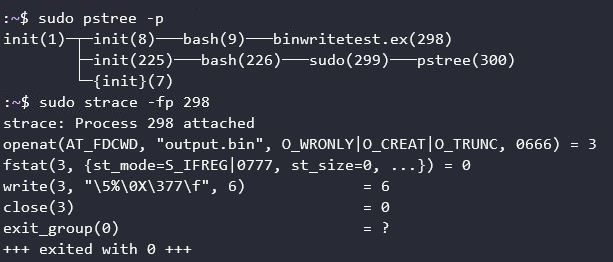 :~$ sudo pstree -p
init(1)─┬─init(8)───bash(9)───binwritetest.ex(298)
        ├─init(225)───bash(226)───sudo(299)───pstree(300)
        └─{init}(7)
:~$ sudo strace -fp 298
strace: Process 298 attached
openat(AT_FDCWD, "output.bin", O_WRONLY|O_CREAT|O_TRUNC, 0666) = 3
fstat(3, {st_mode=S_IFREG|0777, st_size=0, ...}) = 0
write(3, "\5%\0X\377\f", 6)             = 6
close(3)                                = 0
exit_group(0)                           = ?
+++ exited with 0 +++